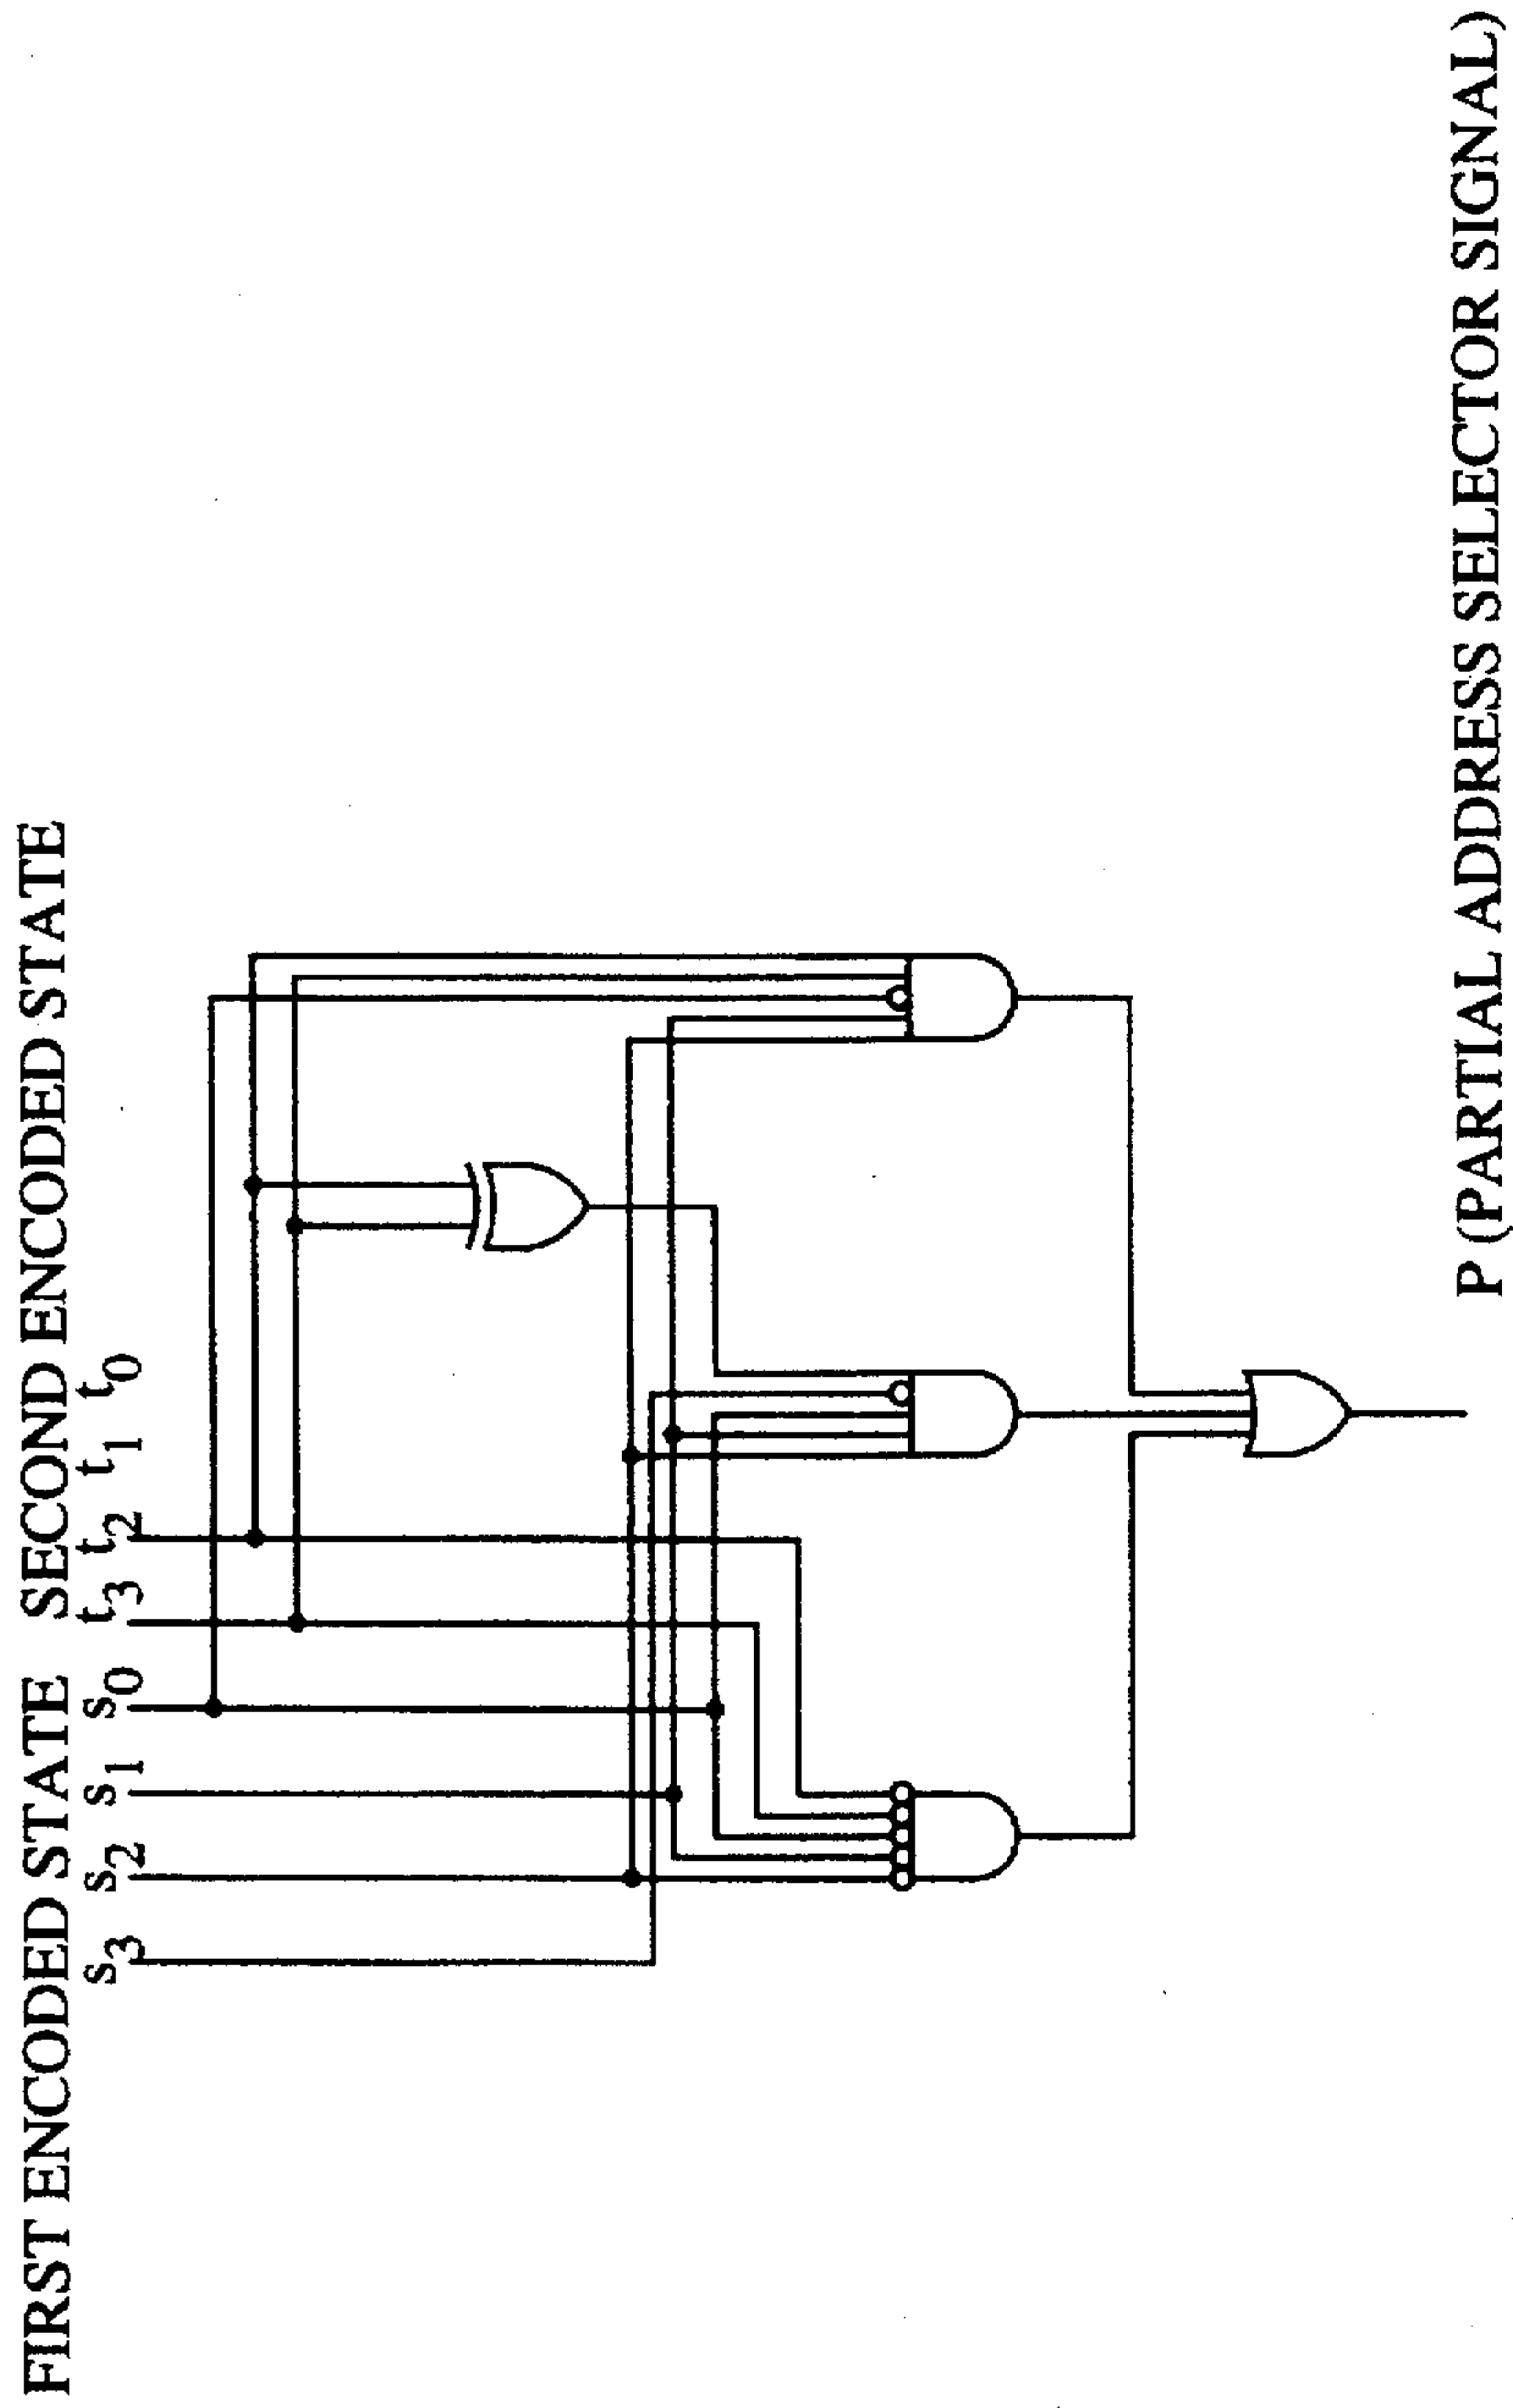 FIRST ENCODED STATE SECOND ENCODED STATE
s3 s2 s1 s0 t3 t2 t1 t0
P (PARTIAL ADDRESS SELECTOR SIGNAL)